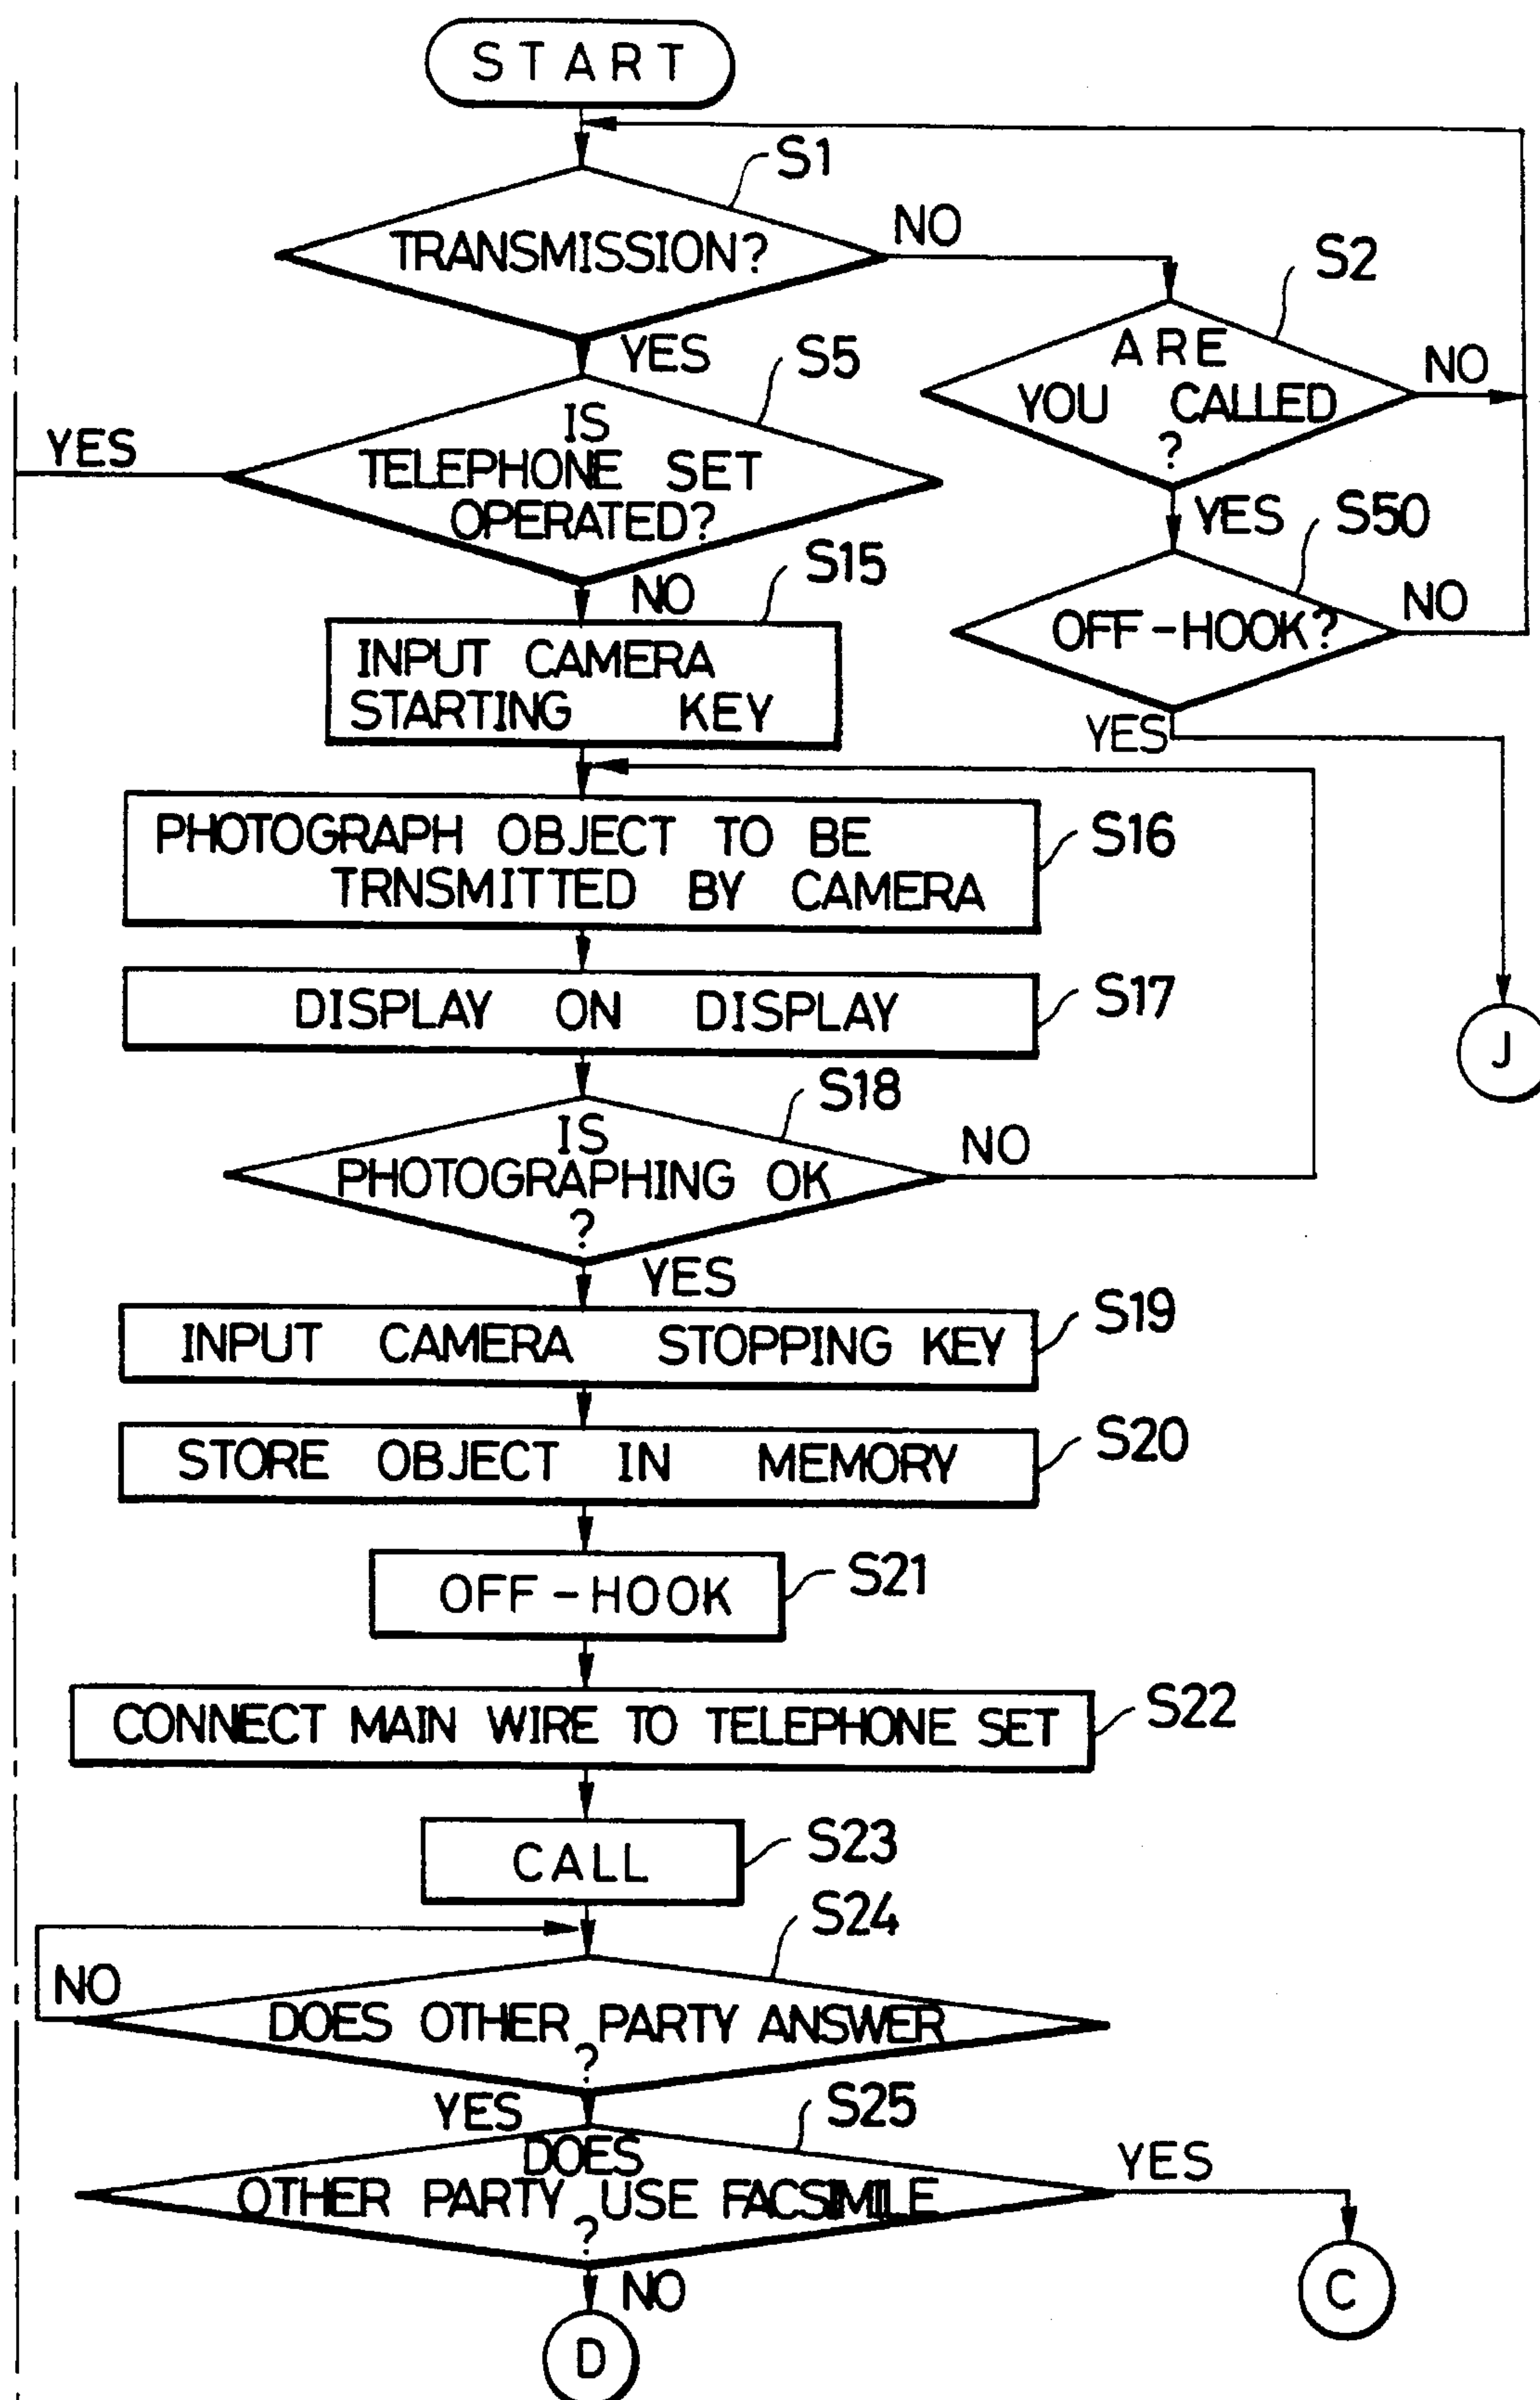 START
S1
TRANSMISSION?
NO
S2
YES
S5
ARE
YOU CALLED
?
NO
YES
IS
TELEPHONE SET
OPERATED?
YES
S50
NO
S15
OFF-HOOK?
NO
INPUT CAMERA
STARTING KEY
YES
PHOTOGRAPH OBJECT TO BE
TRNSMITTED BY CAMERA
S16
DISPLAY ON DISPLAY
S17
J
S18
IS
PHOTOGRAPHING OK
?
NO
YES
INPUT CAMERA STOPPING KEY
S19
STORE OBJECT IN MEMORY
S20
OFF-HOOK
S21
CONNECT MAIN WIRE TO TELEPHONE SET
S22
CALL
S23
S24
NO
DOES OTHER PARTY ANSWER
?
YES
S25
DOES
OTHER PARTY USE FACSIMILE
?
YES
NO
C
D